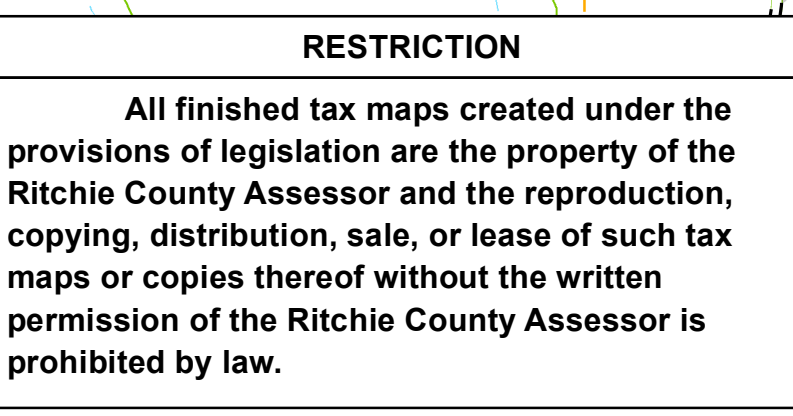 RESTRICTION
All finished tax maps created under the
provisions of legislation are the property of the
Ritchie County Assessor and the reproduction,
copying, distribution, sale, or lease of such tax
maps or copies thereof without the written
permission of the Ritchie County Assessor is
prohibited by law.